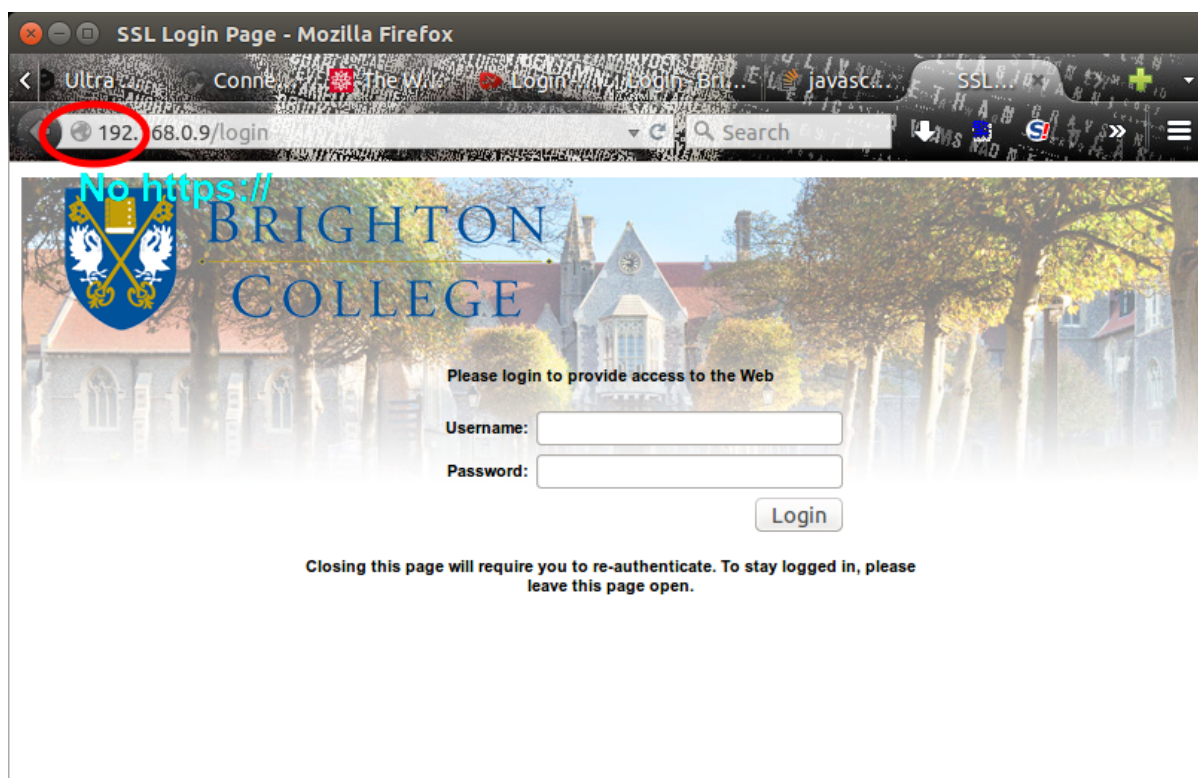 SSL Login Page - Mozilla Firefox
Ultra Conne... The W... Login - Login - Bru... javasc... SSL...
192.168.0.9/login Search
No https://
BRIGHTON
COLLEGE
Please login to provide access to the Web
Username:
Password:
Login
Closing this page will require you to re-authenticate. To stay logged in, please
leave this page open.